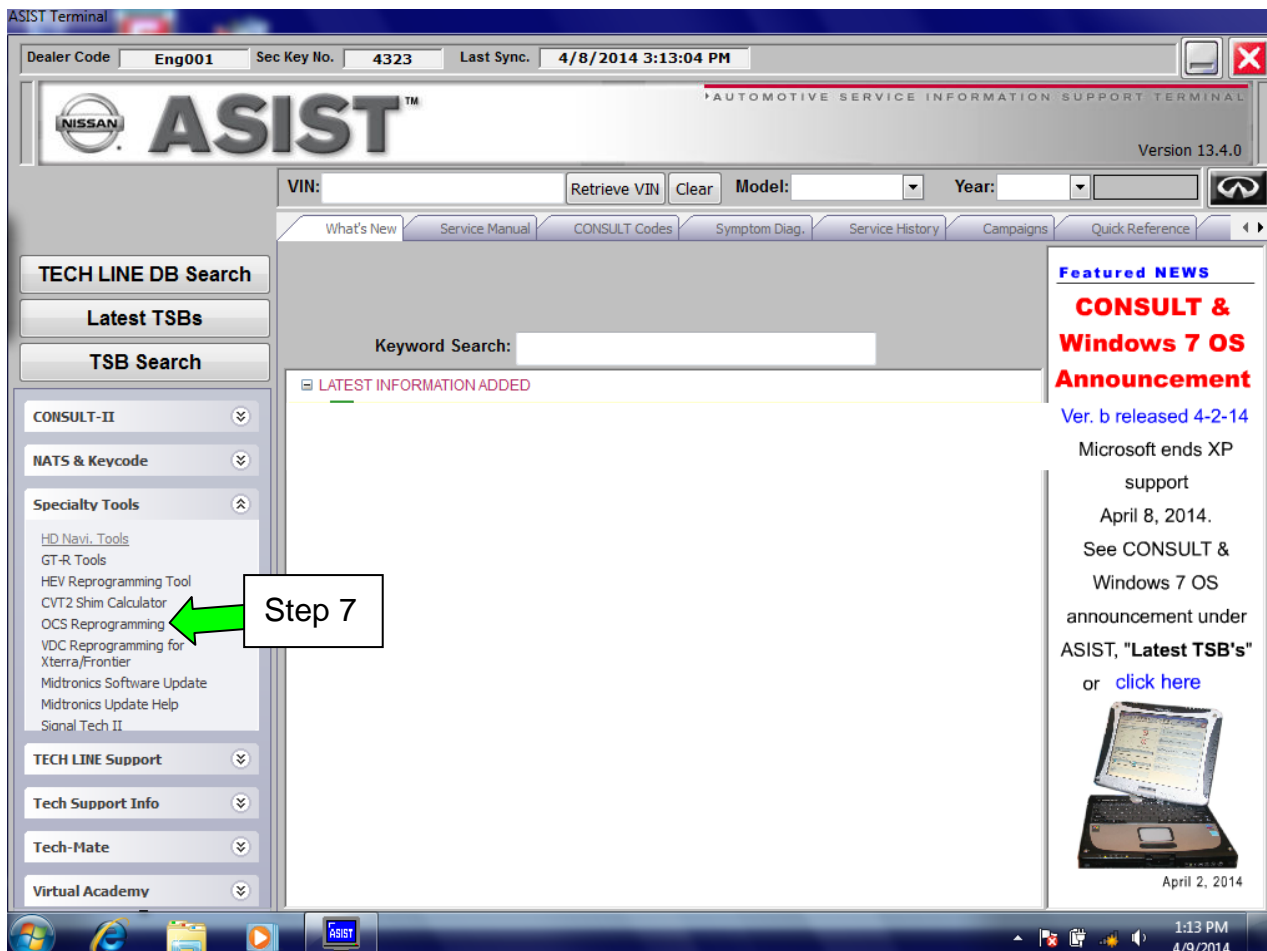 ASIST Terminal
Dealer Code Eng001 Sec Key No. 4323 Last Sync. 4/8/2014 3:13:04 PM
NISSAN ASIST™
AUTOMOTIVE SERVICE INFORMATION SUPPORT TERMINAL
Version 13.4.0
VIN: Retrieve VIN Clear Model: Year:
What's New Service Manual CONSULT Codes Symptom Diag. Service History Campaigns Quick Reference
TECH LINE DB Search
Latest TSBs
TSB Search
Keyword Search:
LATEST INFORMATION ADDED
CONSULT-II
NATS & Keycode
Specialty Tools
HD Navi. Tools
GT-R Tools
HEV Reprogramming Tool
CVT2 Shim Calculator
OCS Reprogramming
VDC Reprogramming for
Xterra/Frontier
Midtronics Software Update
Midtronics Update Help
Signal Tech II
Step 7
TECH LINE Support
Tech Support Info
Tech-Mate
Virtual Academy
Featured NEWS
CONSULT &
Windows 7 OS
Announcement
Ver. b released 4-2-14
Microsoft ends XP
support
April 8, 2014.
See CONSULT &
Windows 7 OS
announcement under
ASIST, "Latest TSB's"
or click here
April 2, 2014
ASIST
1:13 PM
4/9/2014